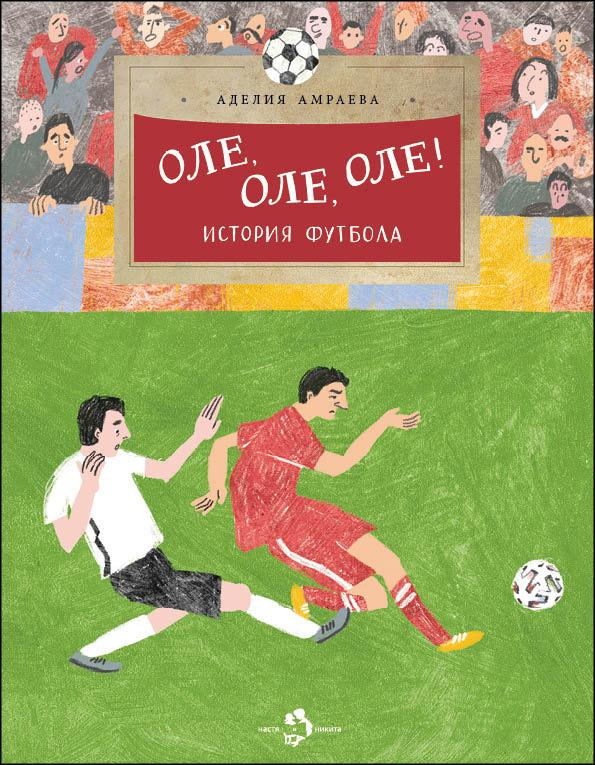 АДЕЛИЯ АМРАЕВА
ОЛЕ, ОЛЕ, ОЛЕ!
ИСТОРИЯ ФУТБОЛА
настя и никита